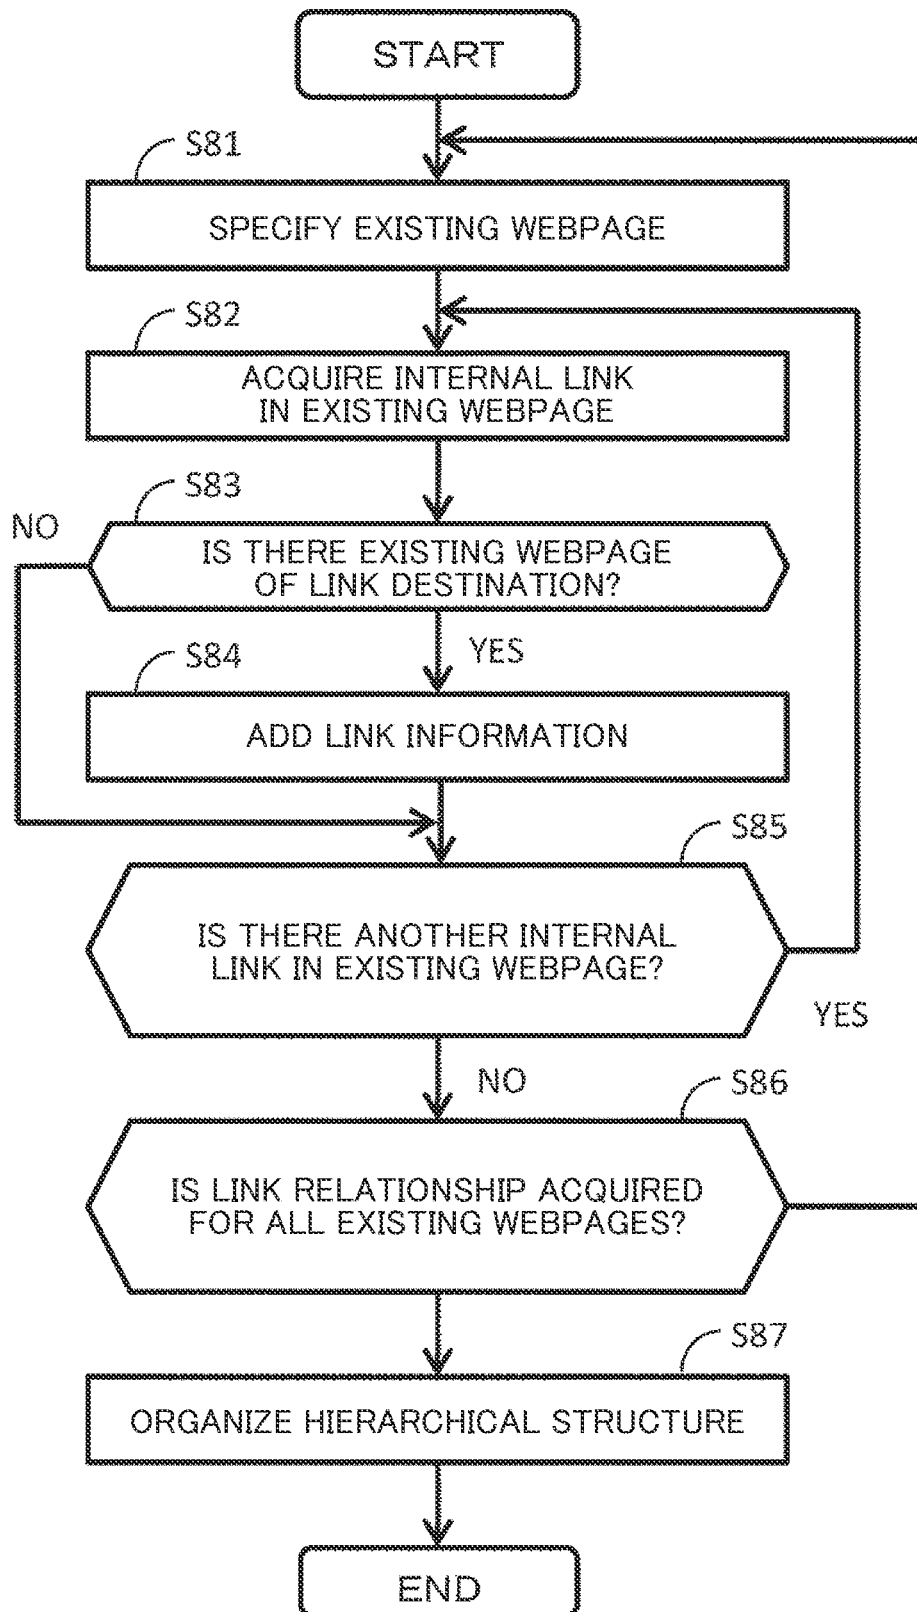 START
S81
SPECIFY EXISTING WEBPAGE
S82
ACQUIRE INTERNAL LINK
IN EXISTING WEBPAGE
S83
NO
IS THERE EXISTING WEBPAGE
OF LINK DESTINATION?
YES
S84
ADD LINK INFORMATION
S85
IS THERE ANOTHER INTERNAL
LINK IN EXISTING WEBPAGE?
YES
NO
S86
IS LINK RELATIONSHIP ACQUIRED
FOR ALL EXISTING WEBPAGES?
S87
ORGANIZE HIERARCHICAL STRUCTURE
END